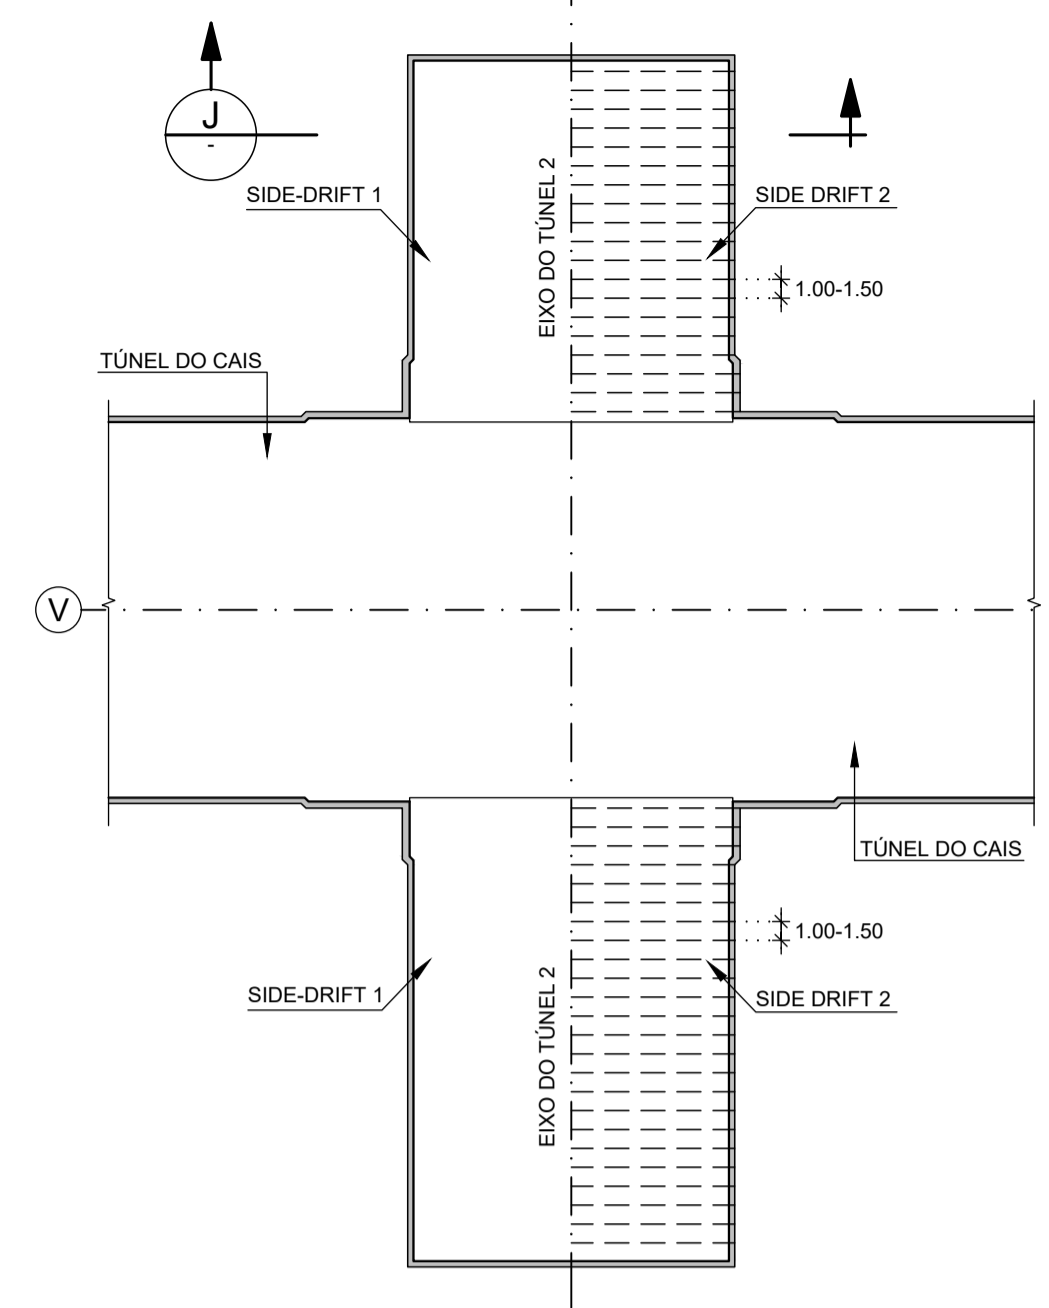 J
-
SIDE-DRIFT 1
EIXO DO TÚNEL 2
SIDE DRIFT 2
1.00-1.50
TÚNEL DO CAIS
V
TÚNEL DO CAIS
1.00-1.50
SIDE-DRIFT 1
EIXO DO TÚNEL 2
SIDE DRIFT 2